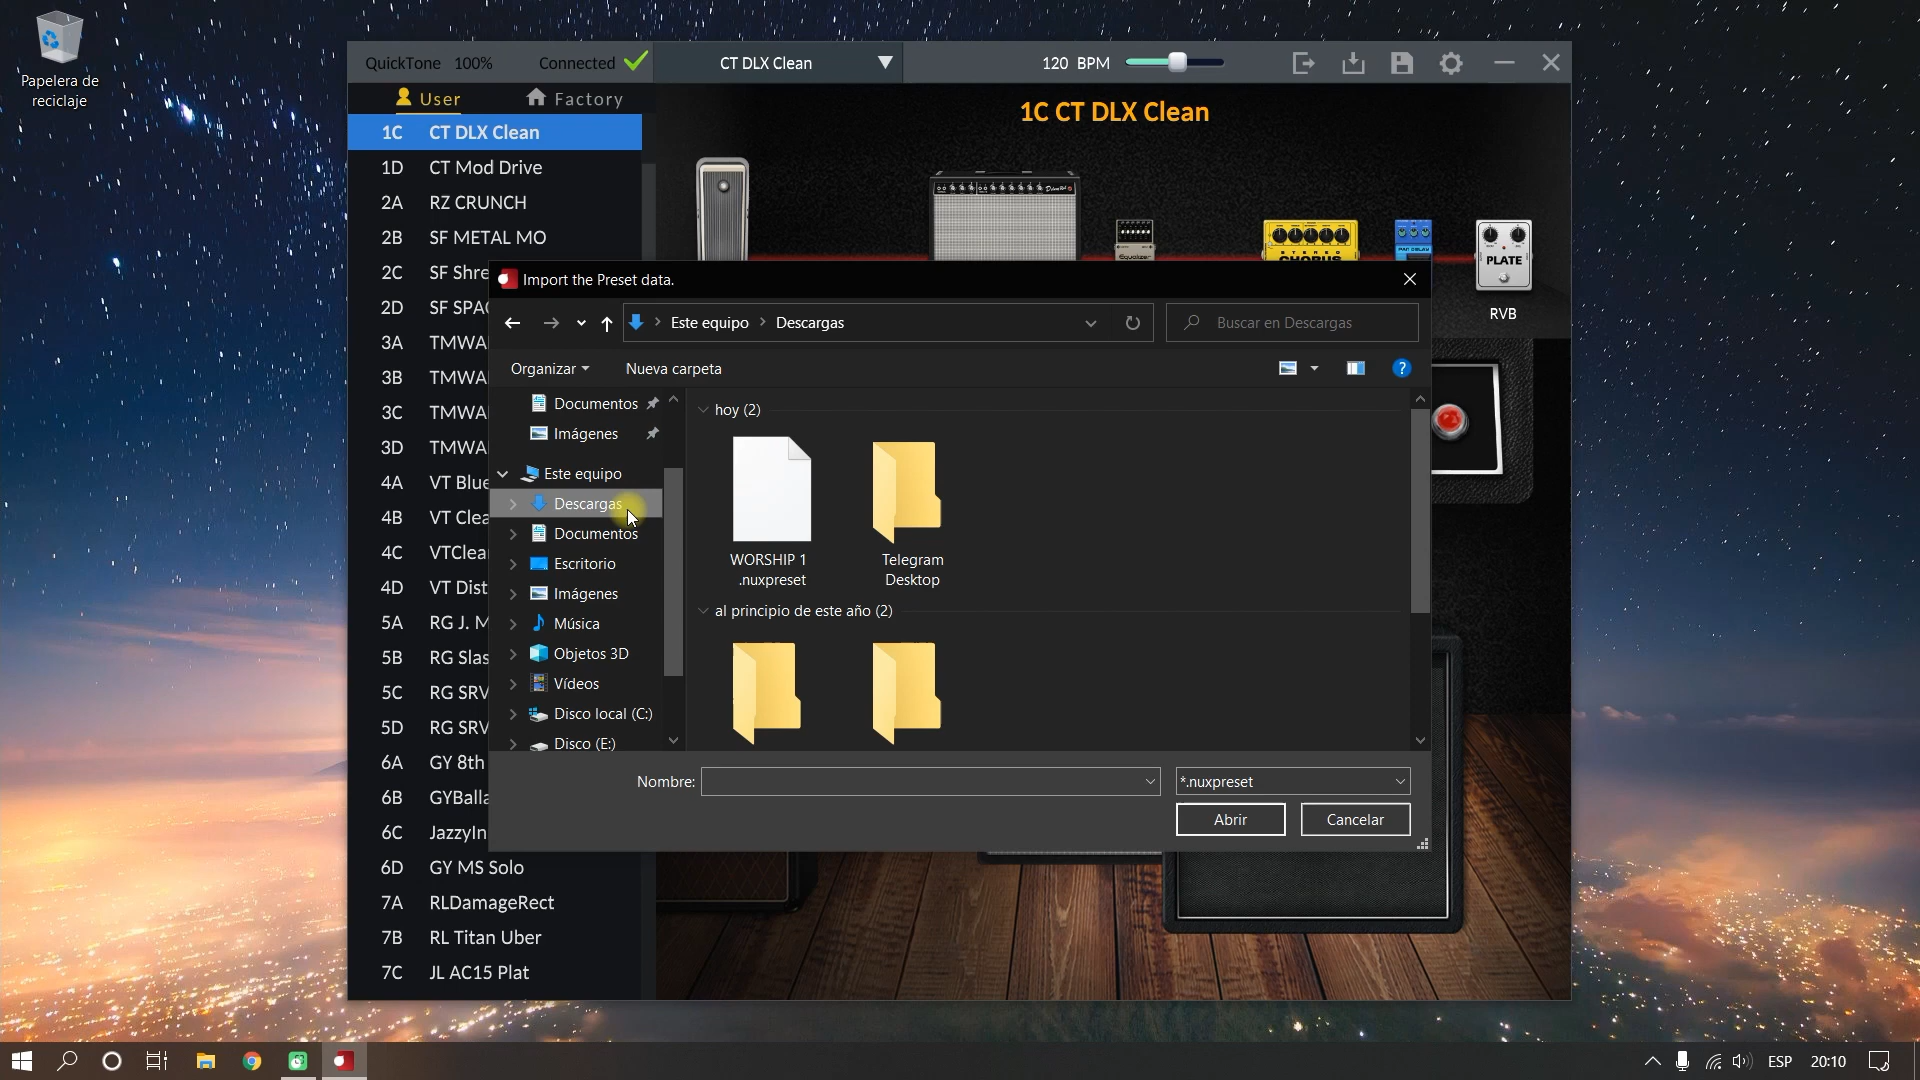 Papelera de
reciclaje
QuickTone 100% Connected
CT DLX Clean
120 BPM
User Factory
1C CT DLX Clean
1C CT DLX Clean
1D CT Mod Drive
2A RZ CRUNCH
2B SF METAL MO
2C SF Shre
2D SF SPA
3A TMWA
3B TMWA
3C TMWA
3D TMWA
4A VT Blue
4B VT Clea
4C VTClea
4D VT Dist
5A RG J. M
5B RG Slas
5C RG SRV
5D RG SRV
6A GY 8th
6B GYBalla
6C JazzyIn
6D GY MS Solo
7A RLDamageRect
7B RL Titan Uber
7C JL AC15 Plat
Equalizer
STEREO
CHORUS
PAN DELAY
PLATE
RVB
Import the Preset data.
Este equipo Descargas
Buscar en Descargas
Organizar Nueva carpeta
Documentos
Imágenes
Este equipo
Descargas
Documentos
Escritorio
Imágenes
Música
Objetos 3D
Vídeos
Disco local (C:)
Disco (E:)
hoy (2)
WORSHIP 1
.nuxpreset
Telegram
Desktop
al principio de este año (2)
Nombre:
*.nuxpreset
Abrir Cancelar
ESP 20:10